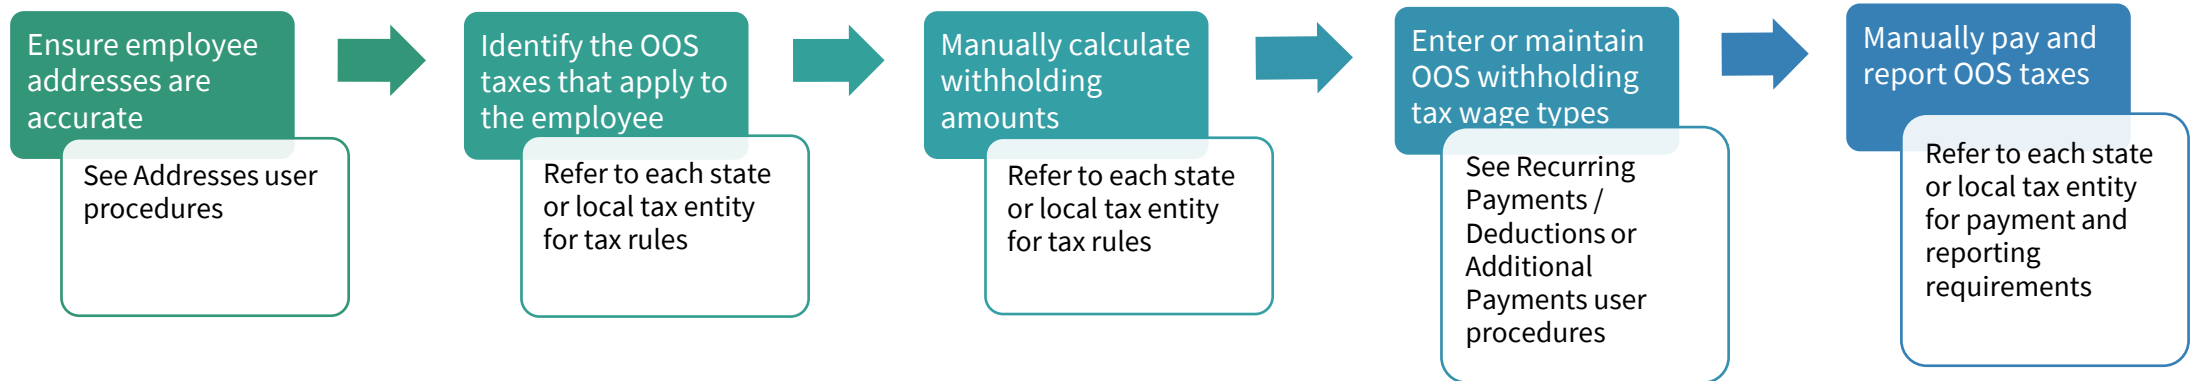 Ensure employee
addresses are
accurate
See Addresses user
procedures
Identify the OOS
taxes that apply to
the employee
Refer to each state
or local tax entity
for tax rules
Manually calculate
withholding
amounts
Refer to each state
or local tax entity
for tax rules
Enter or maintain
OOS withholding
tax wage types
See Recurring
Payments /
Deductions or
Additional
Payments user
procedures
Manually pay and
report OOS taxes
Refer to each state
or local tax entity
for payment and
reporting
requirements